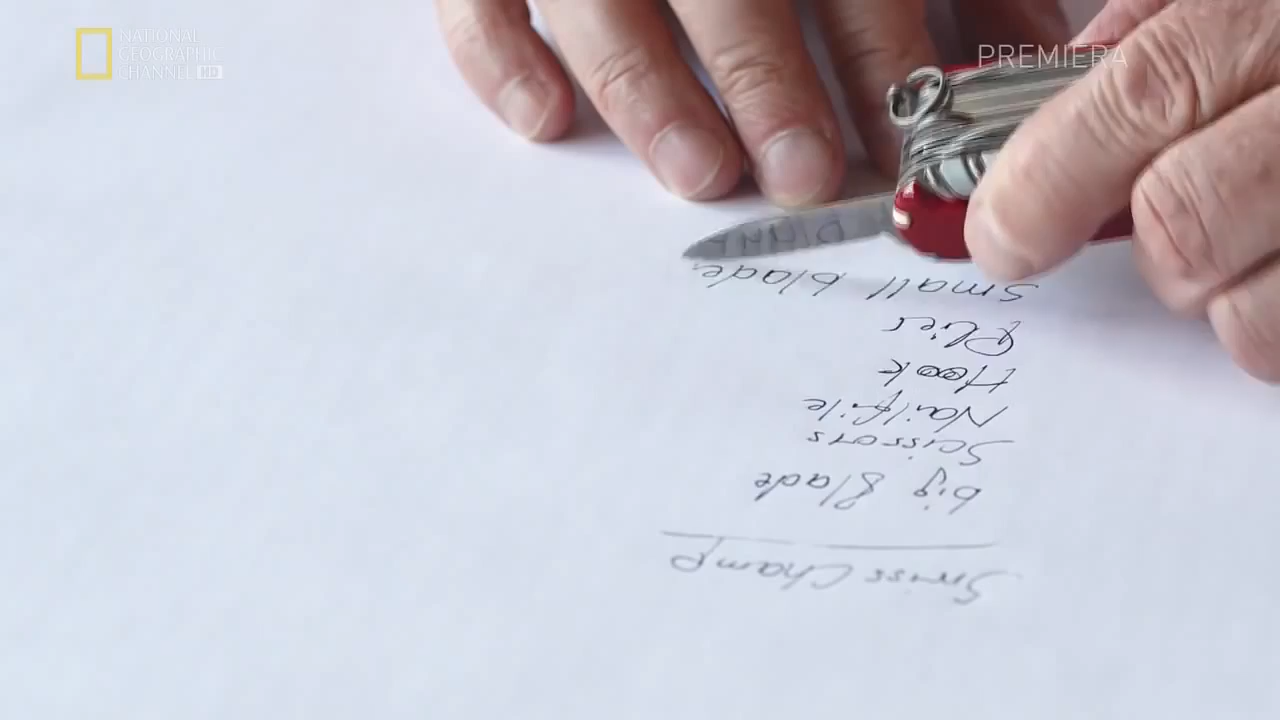 NATIONAL
GEOGRAPHIC
CHANNEL HD
PREMIERA
Swiss Champ
big Blade
Scissors
Nailfile
Hook
Plier
Small blade